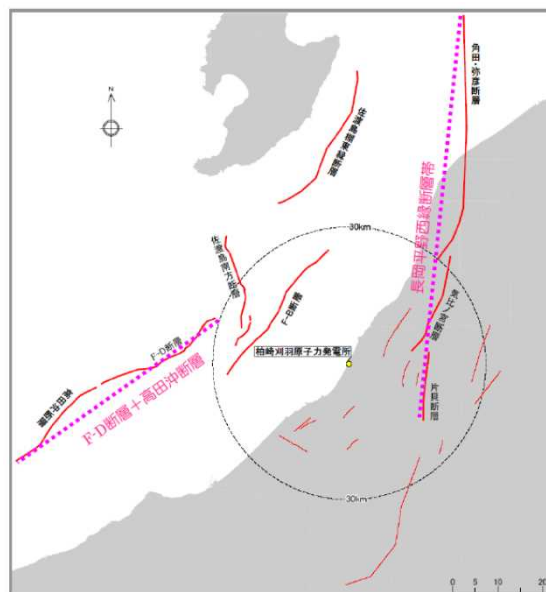 角田・弥彦断層
N
佐渡島棚東縁断層
長岡平野西縁断層帯
30km
佐渡島南方断層
F-B断層
気比ノ宮断層
柏崎刈羽原子力発電所
F-D断層
高田沖断層
F-D断層+高田沖断層
片貝断層
30km
0 5 10 20